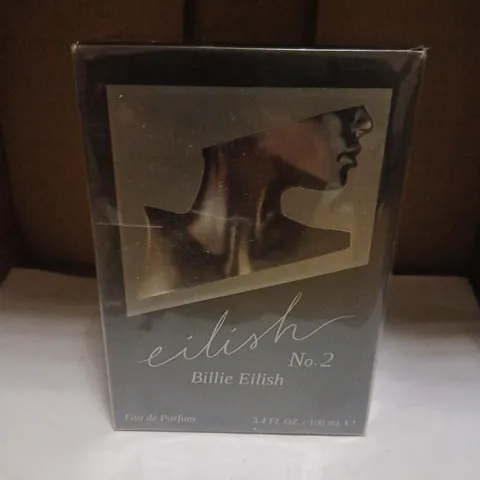 eilish
No. 2
Billie Eilish
Eau de Parfum 3.4 FL OZ. / 100 mL ℮